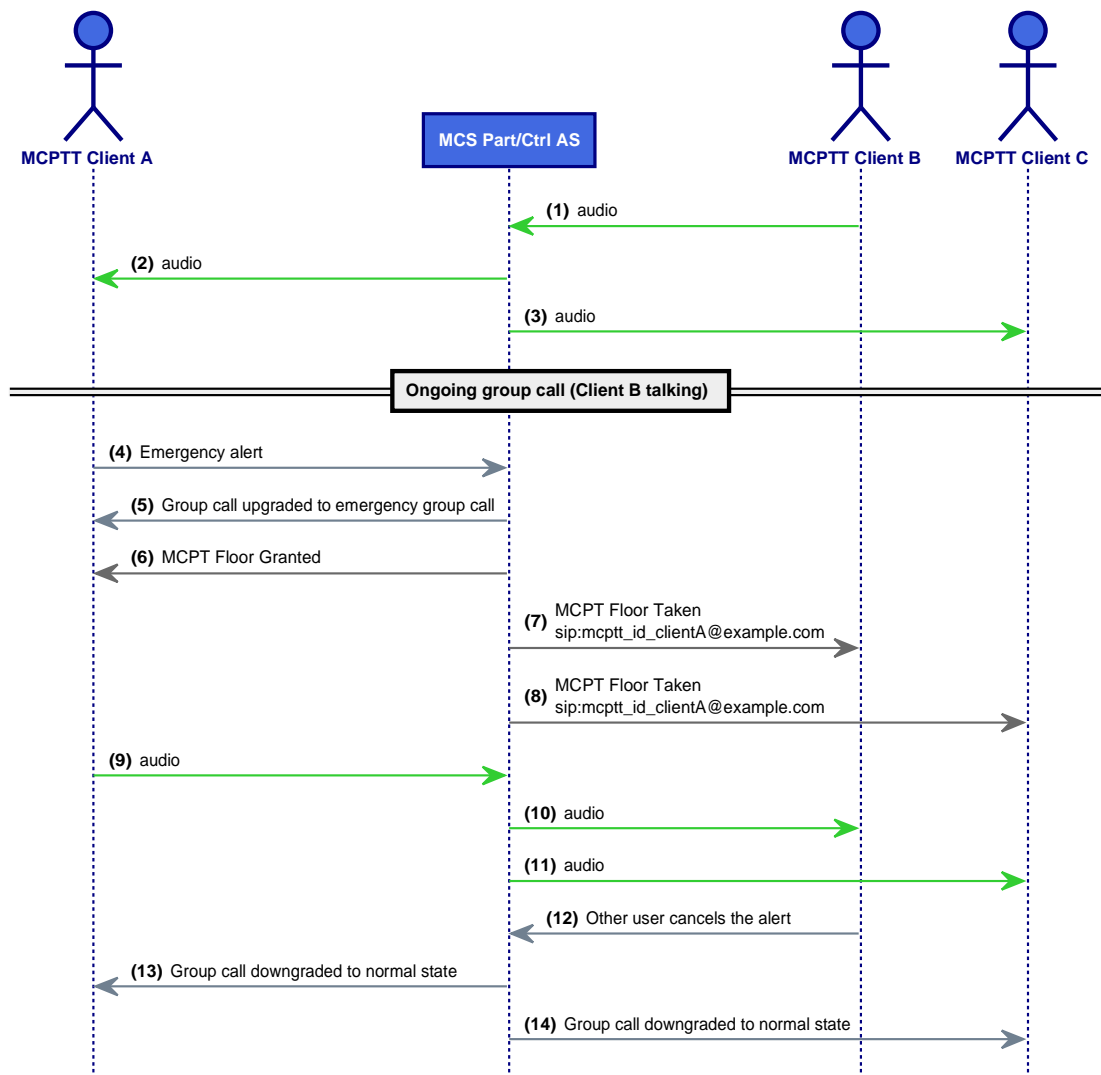 MCPTT Client A
MCS Part/Ctrl AS
MCPTT Client B
MCPTT Client C
(1) audio
(2) audio
(3) audio
Ongoing group call (Client B talking)
(4) Emergency alert
(5) Group call upgraded to emergency group call
(6) MCPT Floor Granted
(7) MCPT Floor Taken
sip:mcptt_id_clientA@example.com
(8) MCPT Floor Taken
sip:mcptt_id_clientA@example.com
(9) audio
(10) audio
(11) audio
(12) Other user cancels the alert
(13) Group call downgraded to normal state
(14) Group call downgraded to normal state